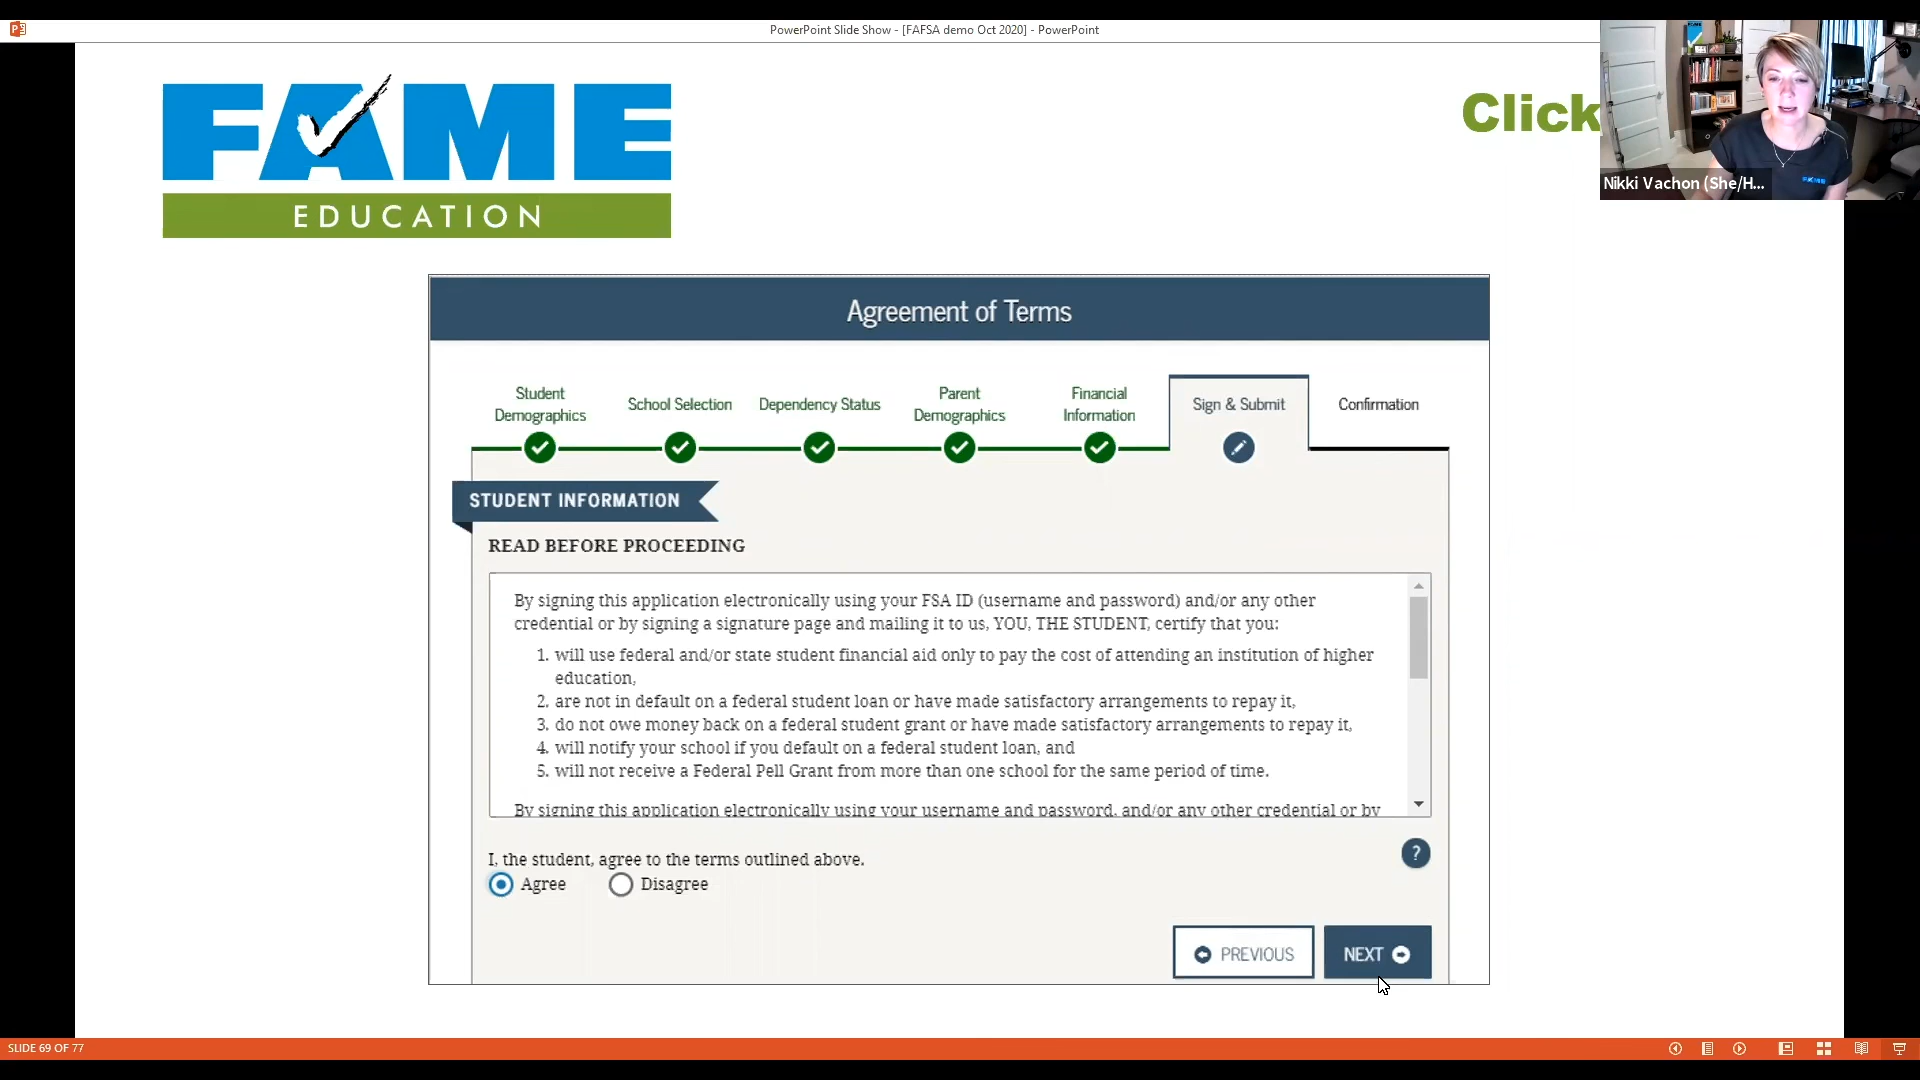 PowerPoint Slide Show - [FAFSA demo Oct 2020] - PowerPoint
FAME
EDUCATION
Click
Nikki Vachon (She/H...
FAME
Agreement of Terms
Student
Demographics
School Selection
Dependency Status
Parent
Demographics
Financial
Information
Sign & Submit
Confirmation
STUDENT INFORMATION
READ BEFORE PROCEEDING
By signing this application electronically using your FSA ID (username and password) and/or any other
credential or by signing a signature page and mailing it to us, YOU, THE STUDENT, certify that you:
1. will use federal and/or state student financial aid only to pay the cost of attending an institution of higher
education,
2. are not in default on a federal student loan or have made satisfactory arrangements to repay it,
3. do not owe money back on a federal student grant or have made satisfactory arrangements to repay it,
4. will notify your school if you default on a federal student loan, and
5. will not receive a Federal Pell Grant from more than one school for the same period of time.
By signing this application electronically using your username and password, and/or any other credential or by
I, the student, agree to the terms outlined above.
?
Agree
Disagree
PREVIOUS
NEXT
SLIDE 69 OF 77